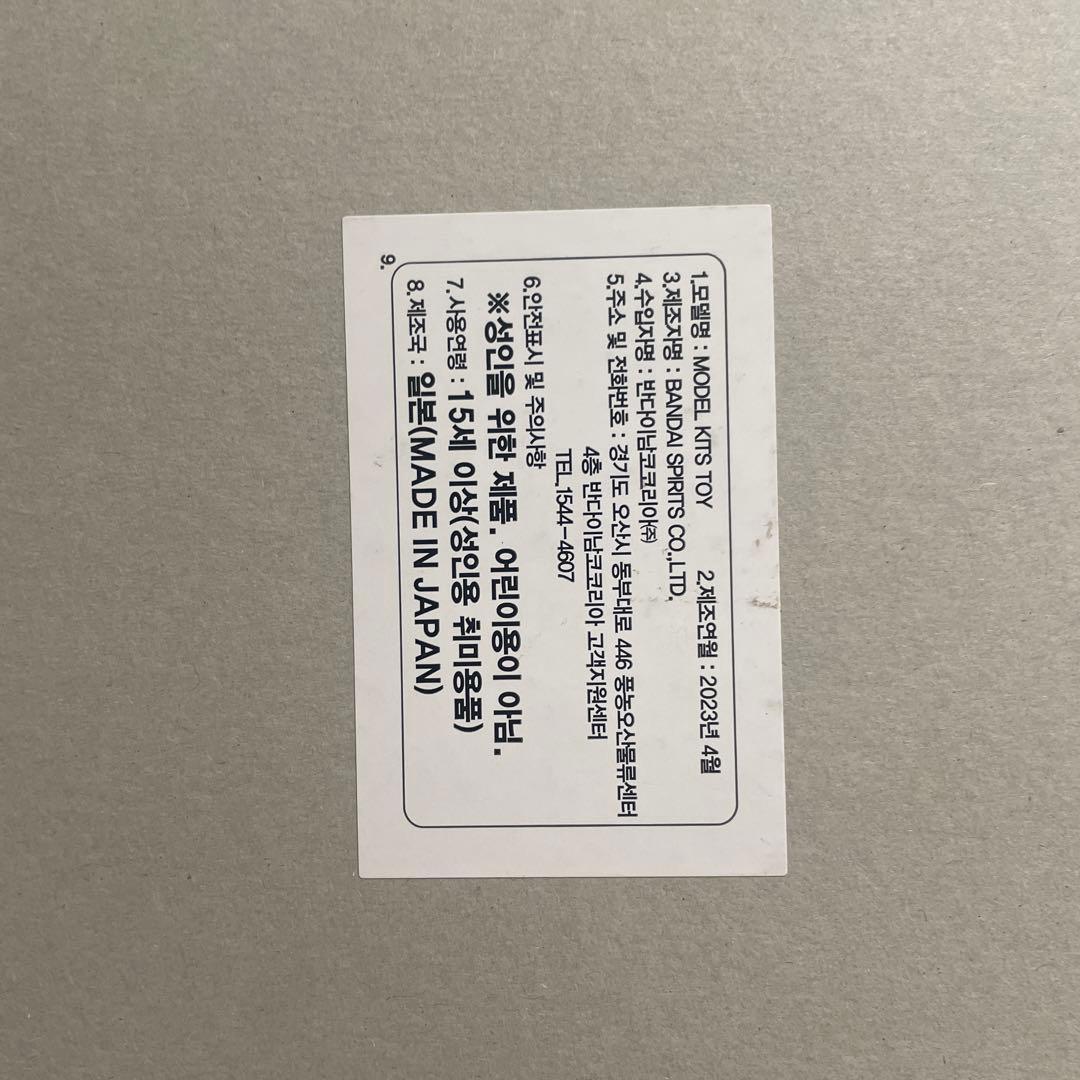 1.모델명 : MODEL KITS TOY 2.제조연월 : 2023년 4월
3.제조자명 : BANDAI SPIRITS CO.,LTD.
4.수입자명 : 반다이남코코리아㈜
5.주소 및 전화번호 : 경기도 오산시 동부대로 446 풍농오산물류센터
4층 반다이남코코리아 고객지원센터
TEL.1544-4607
6.안전표시 및 주의사항
※성인을 위한 제품. 어린이용이 아님.
7.사용연령 : 15세 이상(성인용 취미용품)
8.제조국 : 일본(MADE IN JAPAN)
9.